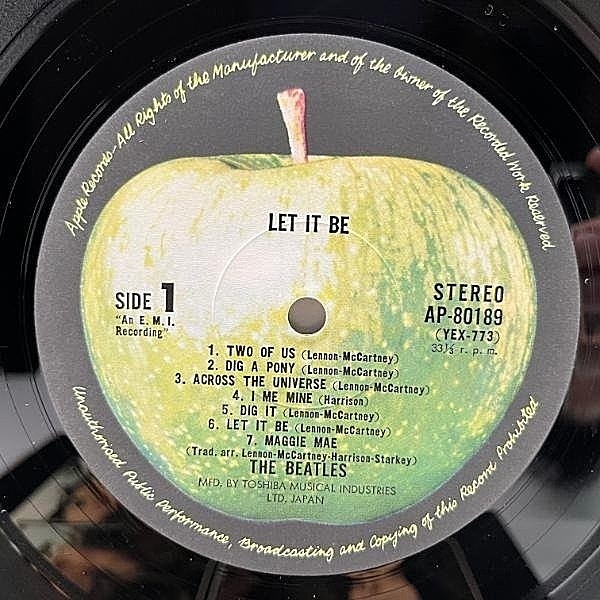 Apple Records-All Rights of the Manufacturer and of the Owner of the Recorded Work Reserved
LET IT BE
SIDE 1
"An E. M. I.
Recording"
STEREO
AP-80189
(YEX-773)
33⅓ r. p. m.
1. TWO OF US (Lennon-McCartney)
2. DIG A PONY (Lennon-McCartney)
3. ACROSS THE UNIVERSE (Lennon-McCartney)
4. I ME MINE (Harrison)
5. DIG IT (Lennon-McCartney)
6. LET IT BE (Lennon-McCartney)
7. MAGGIE MAE
(Trad. arr. Lennon-McCartney-Harrison-Starkey)
THE BEATLES
MFD. BY TOSHIBA MUSICAL INDUSTRIES
LTD. JAPAN
Unauthorised Public Performance, Broadcasting and Copying of this Record Prohibited